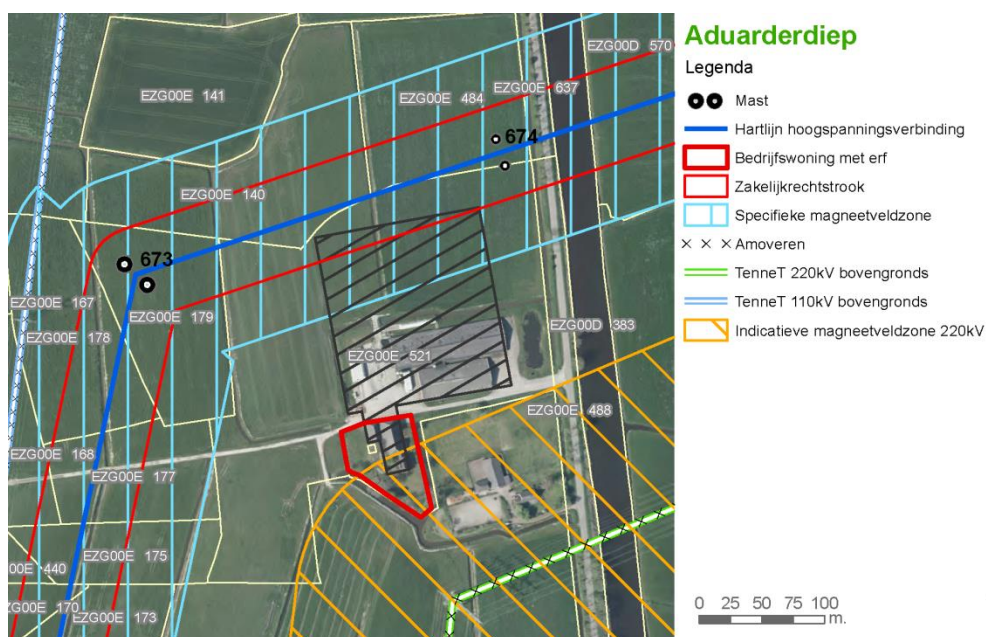 EZG00D 570
EZG00E 141
EZG00E 484
EZG00E 637
674
EZG00E 140
673
EZG00E 167
EZG00E 178
EZG00E 179
EZG00D 383
EZG00E 521
EZG00E 488
EZG00E 168
EZG00E 177
EZG00E 175
00E 440
ZG00E 170
EZG00E 173
Aduarderdiep
Legenda
Mast
Hartlijn hoogspanningsverbinding
Bedrijfswoning met erf
Zakelijkrechtstrook
Specifieke magneetveldzone
Amoveren
TenneT 220kV bovengronds
TenneT 110kV bovengronds
Indicatieve magneetveldzone 220kV
0 25 50 75 100
m.